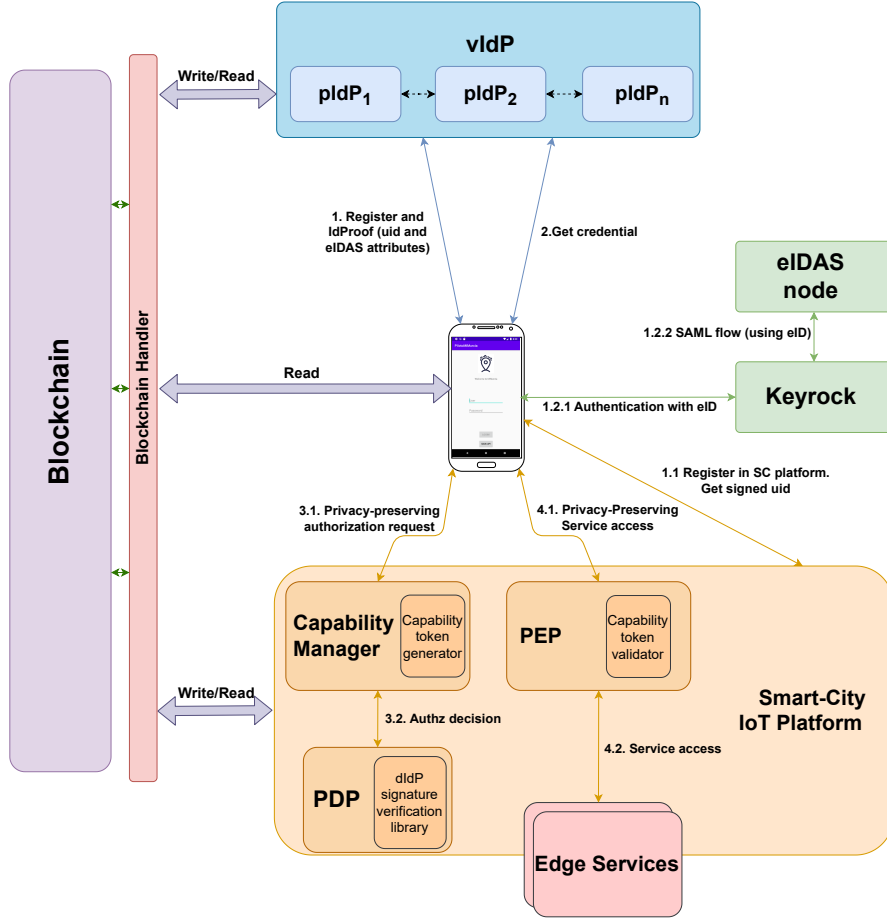 vIdP
pIdP1
pIdP2
pIdPn
Write/Read
Blockchain
Blockchain Handler
1. Register and
IdProof (uid and
eIDAS attributes)
2.Get credential
eIDAS
node
1.2.2 SAML flow (using eID)
Keyrock
Read
1.2.1 Authentication with eID
1.1 Register in SC platform.
Get signed uid
3.1. Privacy-preserving
authorization request
4.1. Privacy-Preserving
Service access
Capability
Manager
Capability
token
generator
PEP
Capability
token
validator
Smart-City
IoT Platform
Write/Read
3.2. Authz decision
4.2. Service access
PDP
dIdP
signature
verification
library
Edge Services